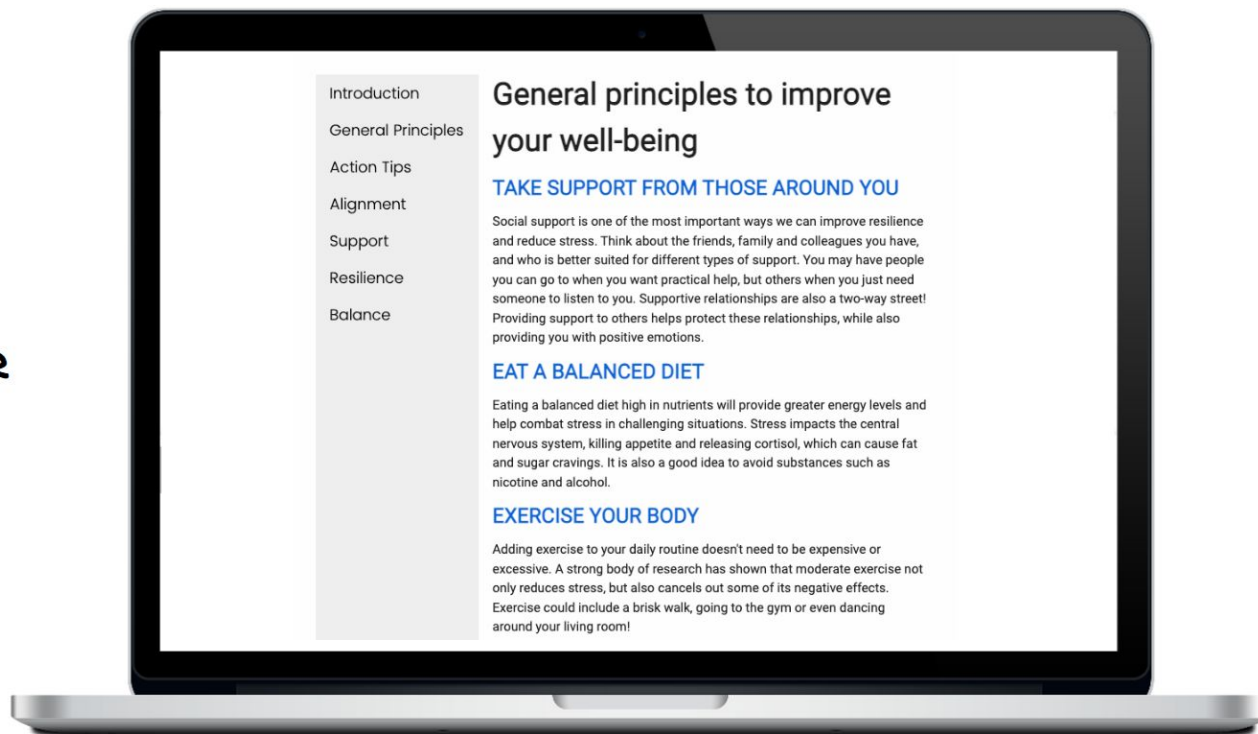 Introduction
General Principles
Action Tips
Alignment
Support
Resilience
Balance
General principles to improve
your well-being
TAKE SUPPORT FROM THOSE AROUND YOU
Social support is one of the most important ways we can improve resilience
and reduce stress. Think about the friends, family and colleagues you have,
and who is better suited for different types of support. You may have people
you can go to when you want practical help, but others when you just need
someone to listen to you. Supportive relationships are also a two-way street!
Providing support to others helps protect these relationships, while also
providing you with positive emotions.
EAT A BALANCED DIET
Eating a balanced diet high in nutrients will provide greater energy levels and
help combat stress in challenging situations. Stress impacts the central
nervous system, killing appetite and releasing cortisol, which can cause fat
and sugar cravings. It is also a good idea to avoid substances such as
nicotine and alcohol.
EXERCISE YOUR BODY
Adding exercise to your daily routine doesn't need to be expensive or
excessive. A strong body of research has shown that moderate exercise not
only reduces stress, but also cancels out some of its negative effects.
Exercise could include a brisk walk, going to the gym or even dancing
around your living room!